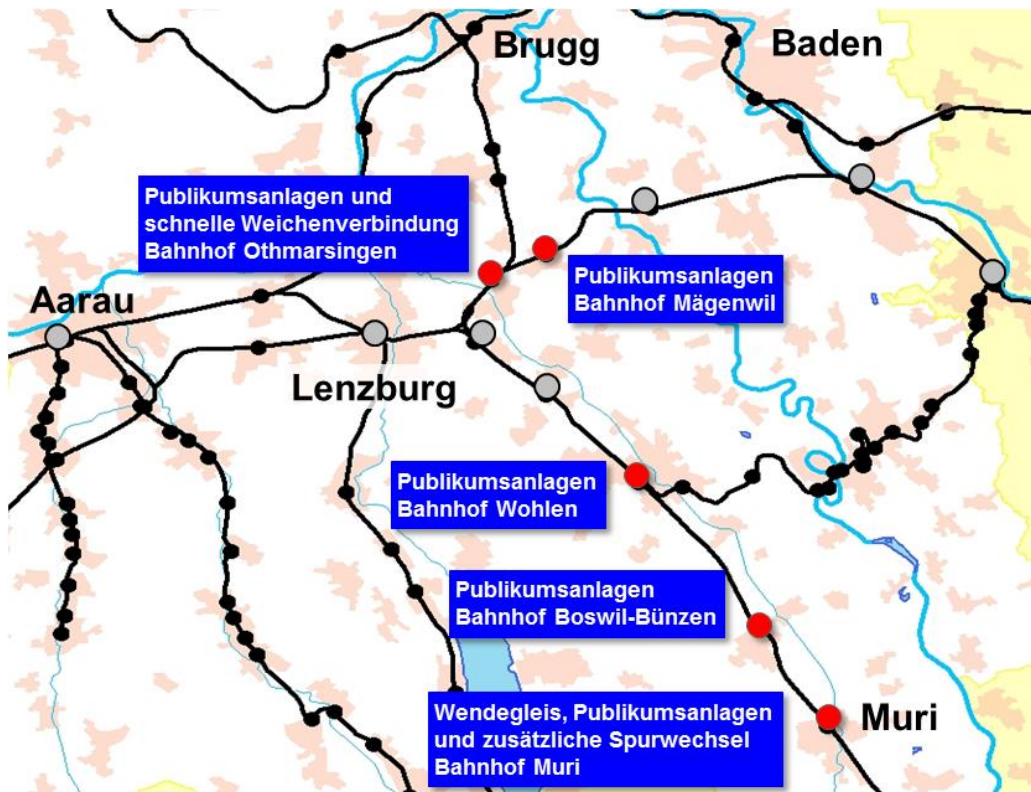 Brugg
Baden
Publikumsanlagen und
schnelle Weichenverbindung
Bahnhof Othmarsingen
Publikumsanlagen
Bahnhof Mägenwil
Aarau
Lenzburg
Publikumsanlagen
Bahnhof Wohlen
Publikumsanlagen
Bahnhof Boswil-Bünzen
Wendegleis, Publikumsanlagen
und zusätzliche Spurwechsel
Bahnhof Muri
Muri